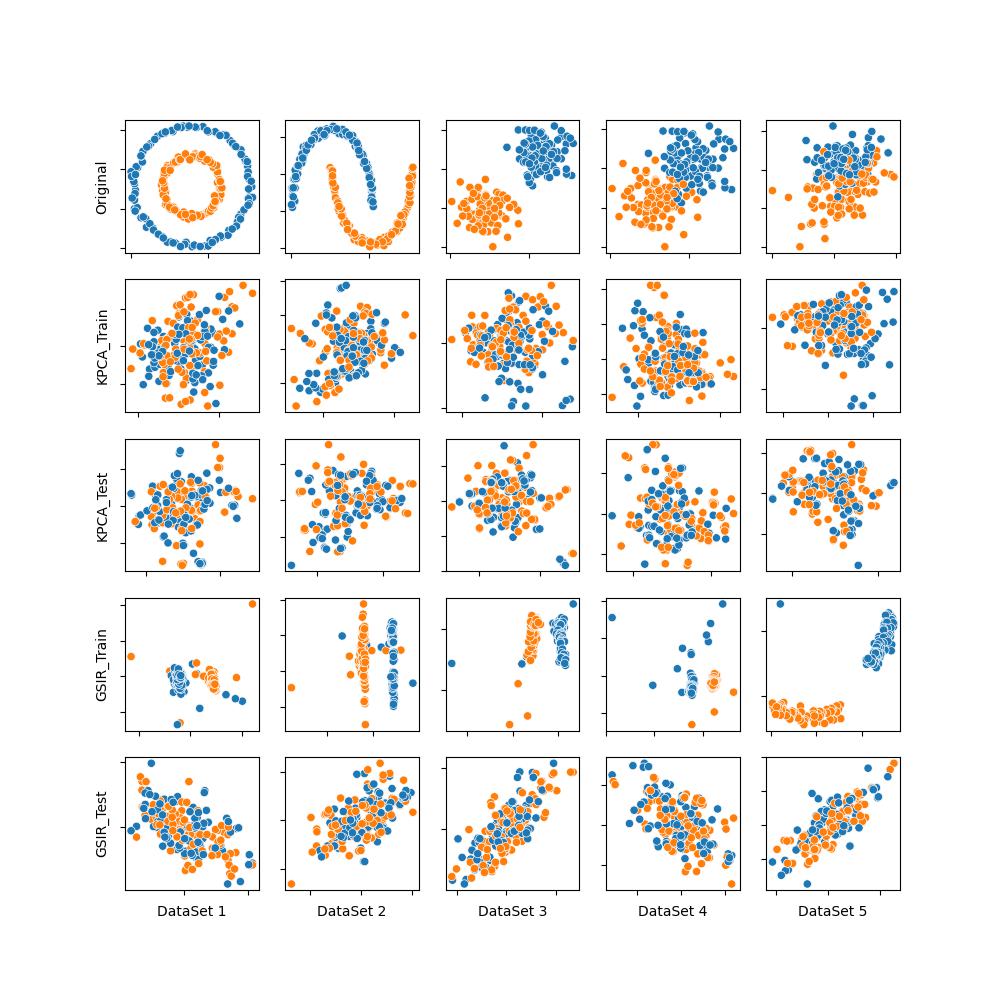 Original
KPCA_Train
KPCA_Test
GSIR_Train
GSIR_Test
DataSet 1
DataSet 2
DataSet 3
DataSet 4
DataSet 5